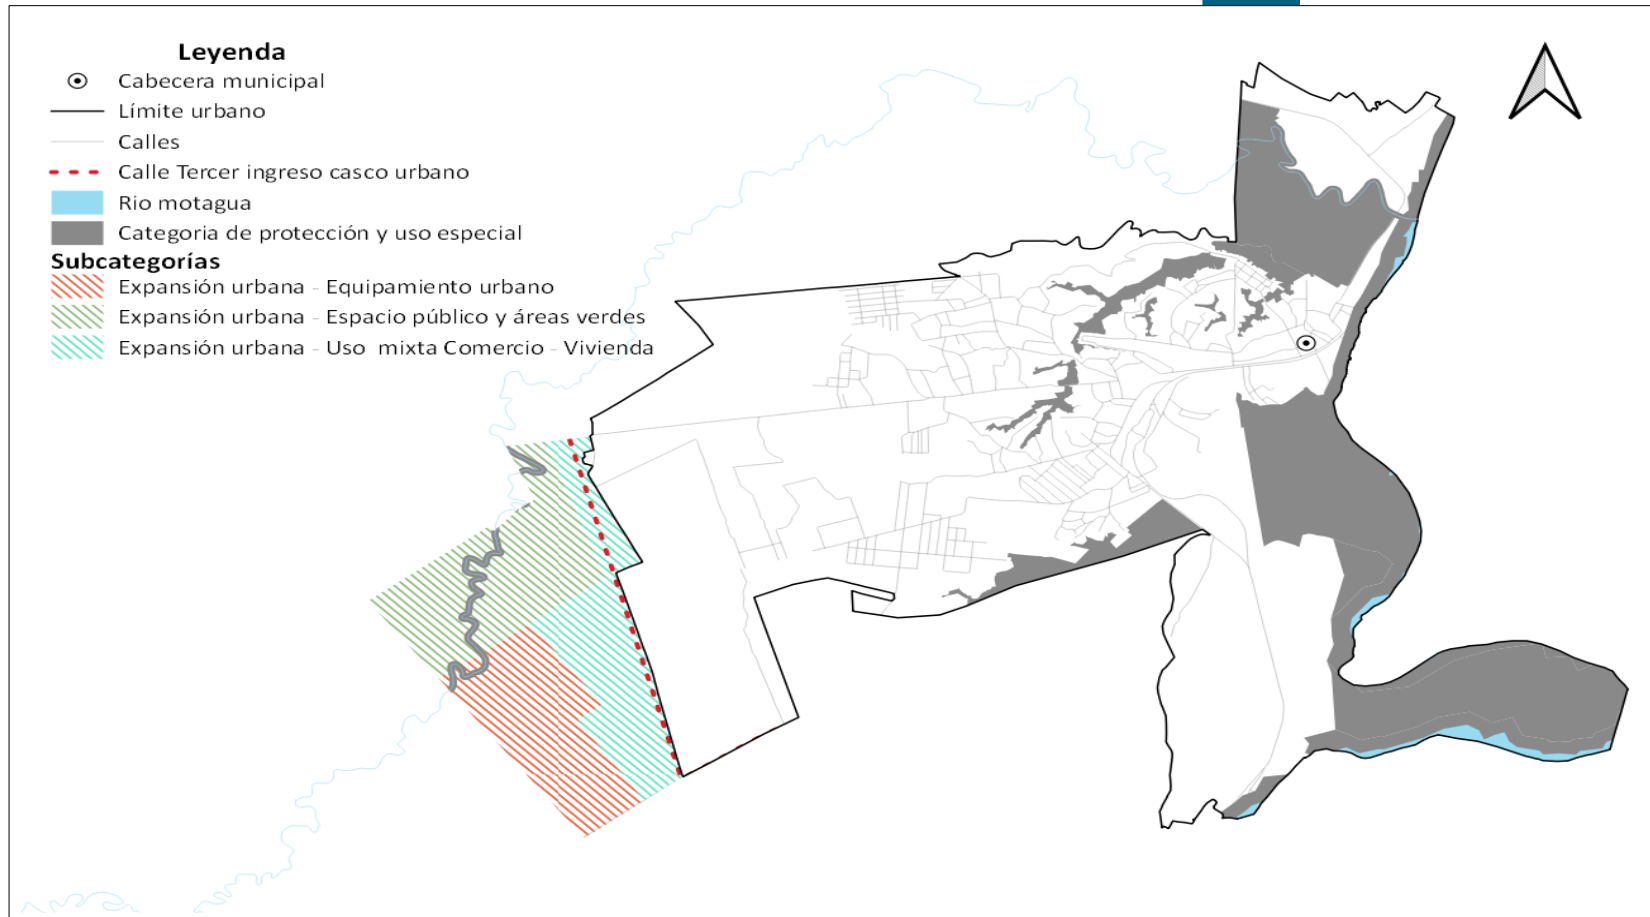 Leyenda
Cabecera municipal
Límite urbano
Calles
Calle Tercer ingreso casco urbano
Rio motagua
Categoria de protección y uso especial
Subcategorías
Expansión urbana - Equipamiento urbano
Expansión urbana - Espacio público y áreas verdes
Expansión urbana - Uso mixta Comercio - Vivienda